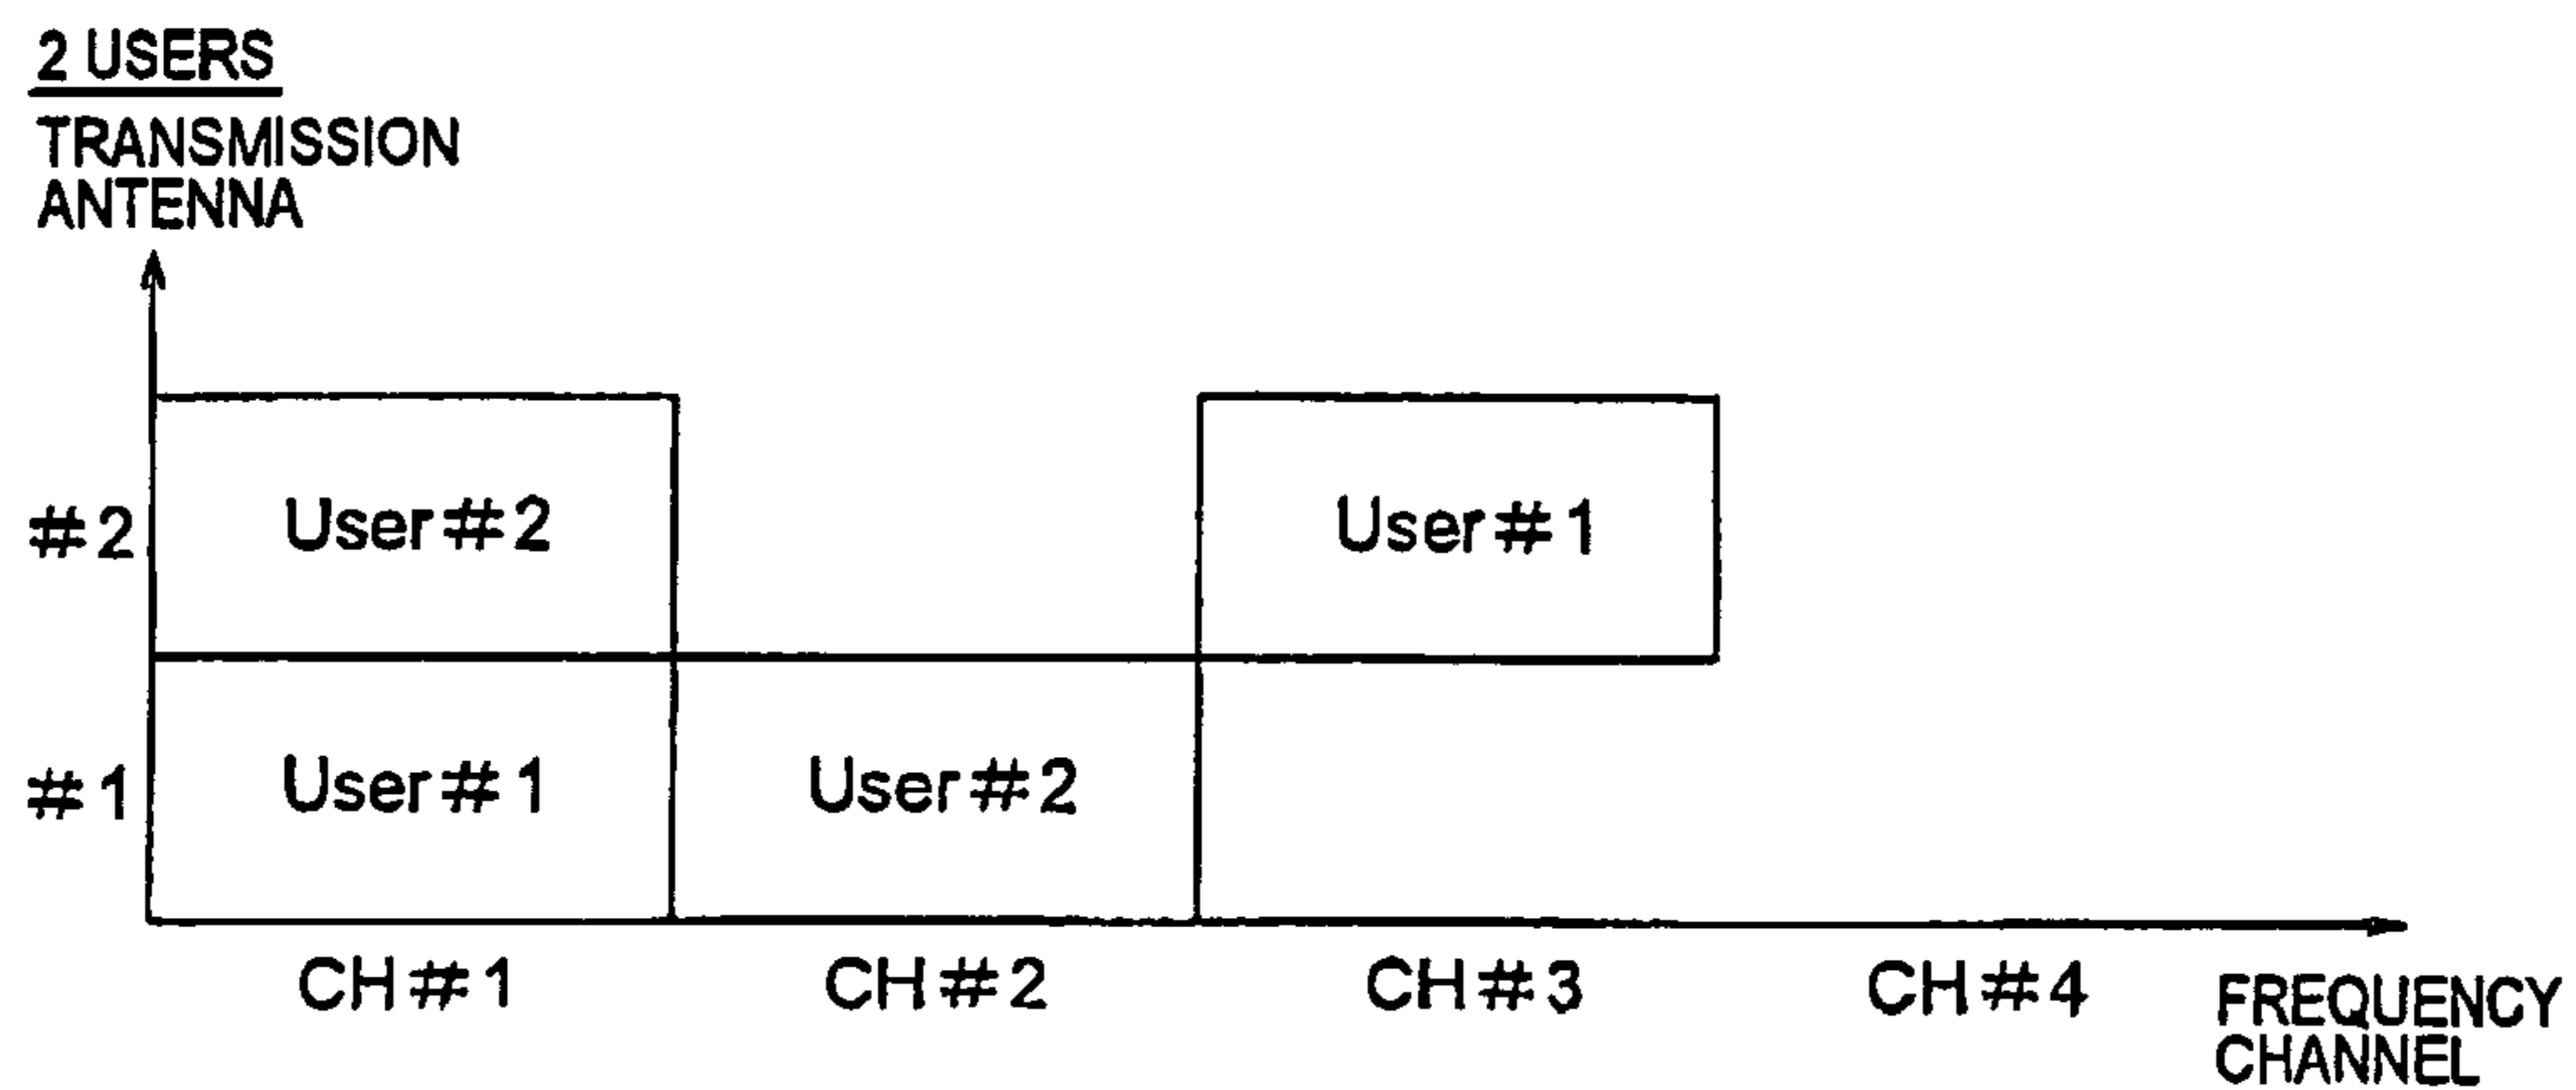 2 USERS
TRANSMISSION
ANTENNA
#2
User#2
User#1
#1
User#1
User#2
CH#1
CH#2
CH#3
CH#4
FREQUENCY
CHANNEL